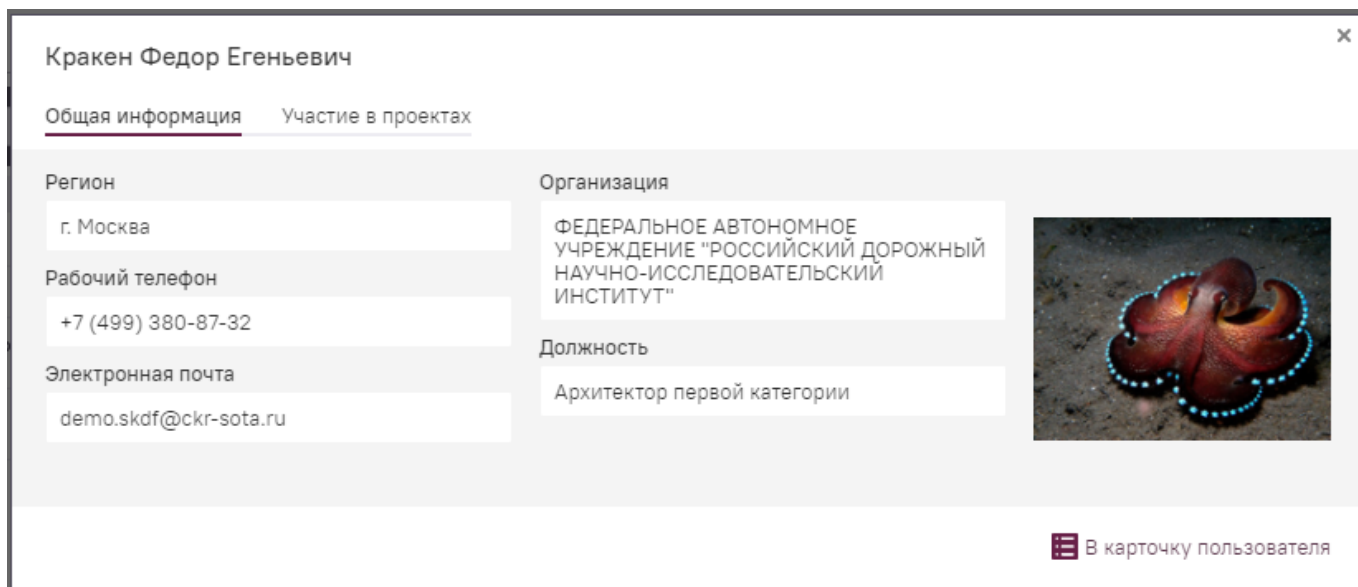 Кракен Федор Егеньевич
Общая информация Участие в проектах
Регион
г. Москва
Рабочий телефон
+7 (499) 380-87-32
Электронная почта
demo.skdf@ckr-sota.ru
Организация
ФЕДЕРАЛЬНОЕ АВТОНОМНОЕ
УЧРЕЖДЕНИЕ "РОССИЙСКИЙ ДОРОЖНЫЙ
НАУЧНО-ИССЛЕДОВАТЕЛЬСКИЙ
ИНСТИТУТ"
Должность
Архитектор первой категории
В карточку пользователя